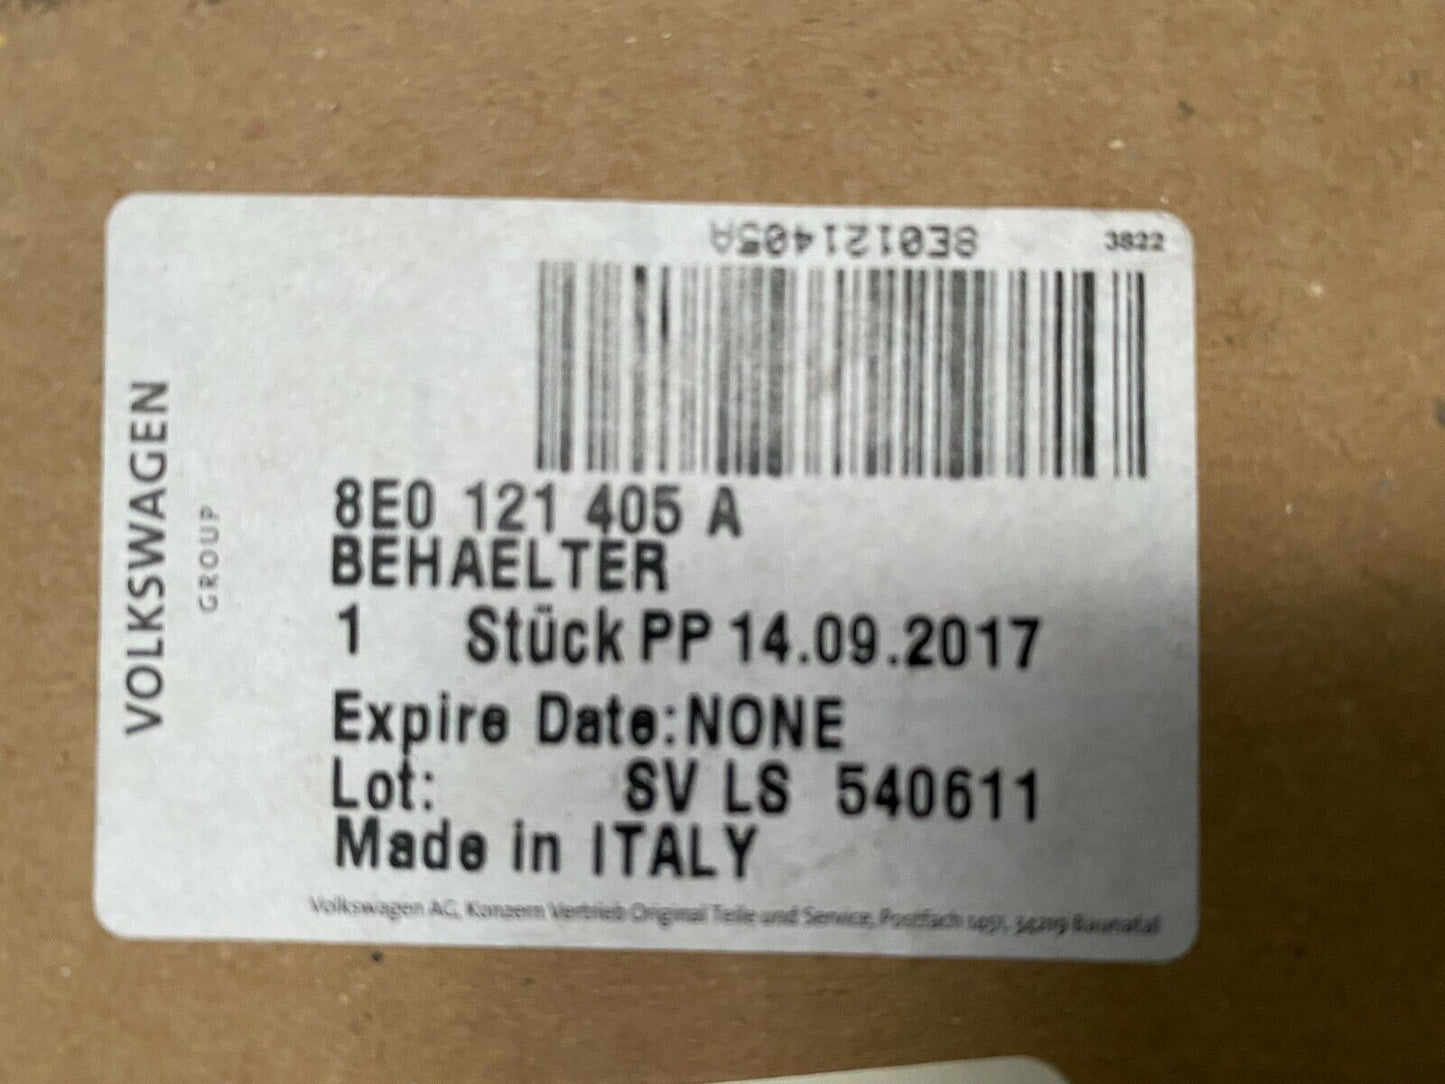 8E0121405A
3822
VOLKSWAGEN
GROUP
8E0 121 405 A
BEHAELTER
1 Stück PP 14.09.2017
Expire Date:NONE
Lot: SV LS 540611
Made in ITALY
Volkswagen AG, Konzern Vertrieb Original Teile und Service, Postfach 1451, 34219 Baunatal